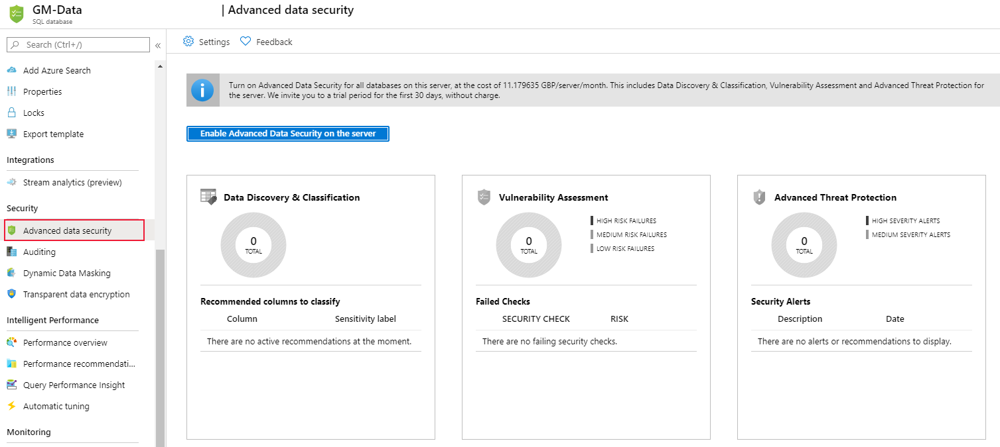 GM-Data
SQL database
| Advanced data security
Search (Ctrl+/)
«
Add Azure Search
Properties
Locks
Export template
Integrations
Stream analytics (preview)
Security
Advanced data security
Auditing
Dynamic Data Masking
Transparent data encryption
Intelligent Performance
Performance overview
Performance recommendati...
Query Performance Insight
Automatic tuning
Monitoring
Settings
Feedback
Turn on Advanced Data Security for all databases on this server, at the cost of 11.179635 GBP/server/month. This includes Data Discovery & Classification, Vulnerability Assessment and Advanced Threat Protection for
the server. We invite you to a trial period for the first 30 days, without charge.
Enable Advanced Data Security on the server
Data Discovery & Classification
0
TOTAL
Recommended columns to classify
Column Sensitivity label
There are no active recommendations at the moment.
Vulnerability Assessment
0
TOTAL
HIGH RISK FAILURES
MEDIUM RISK FAILURES
LOW RISK FAILURES
Failed Checks
SECURITY CHECK RISK
There are no failing security checks.
Advanced Threat Protection
0
TOTAL
HIGH SEVERITY ALERTS
MEDIUM SEVERITY ALERTS
Security Alerts
Description Date
There are no alerts or recommendations to display.